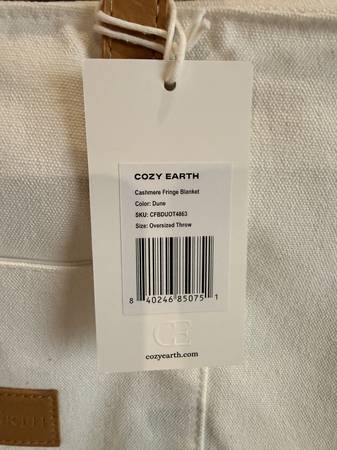 COZY EARTH
Cashmere Fringe Blanket
Color: Dune
SKU: CFBDUOT4863
Size: Oversized Throw
8 40246 85075 1
CE
cozyearth.com